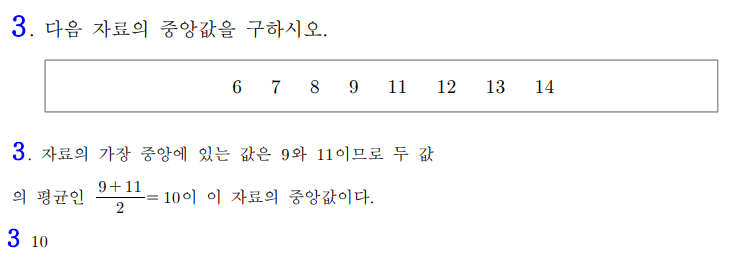 3. 다음 자료의 중앙값을 구하시오.
6 7 8 9 11 12 13 14
3. 자료의 가장 중앙에 있는 값은 9와 11이므로 두 값
의 평균인 \frac{9+11}{2}=10이 이 자료의 중앙값이다.
3 10